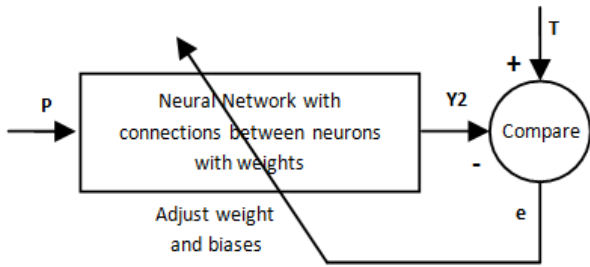 T
+
P
Neural Network with
connections between neurons
with weights
Y2
Compare
-
Adjust weight
and biases
e